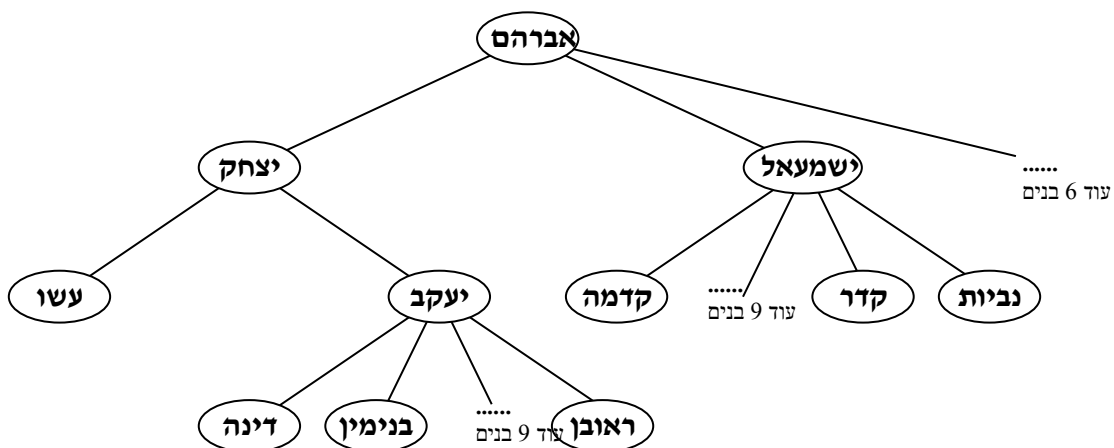 אברהם
ישמעאל
יצחק
......
עוד 6 בנים
נביות
קדר
......
עוד 9 בנים
קדמה
יעקב
עשו
ראובן
......
עוד 9 בנים
בנימין
דינה